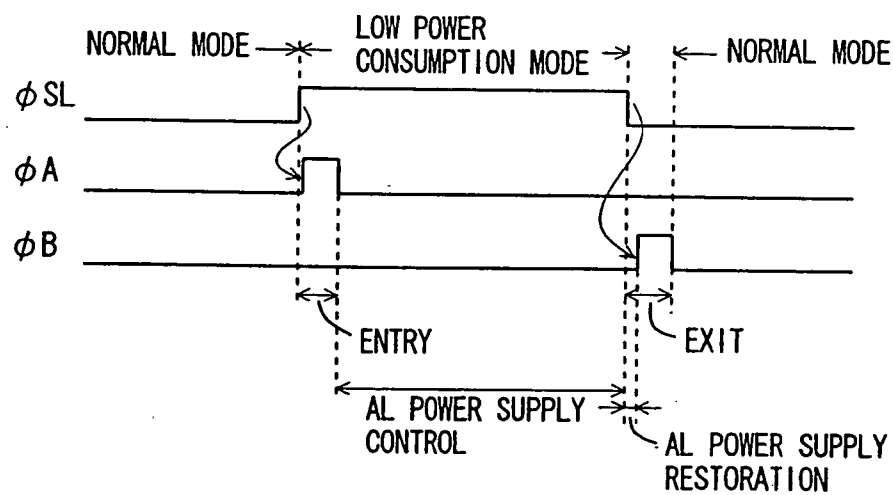 NORMAL MODE
LOW POWER
CONSUMPTION MODE
NORMAL MODE
φSL
φA
φB
ENTRY
EXIT
AL POWER SUPPLY
CONTROL
AL POWER SUPPLY
RESTORATION